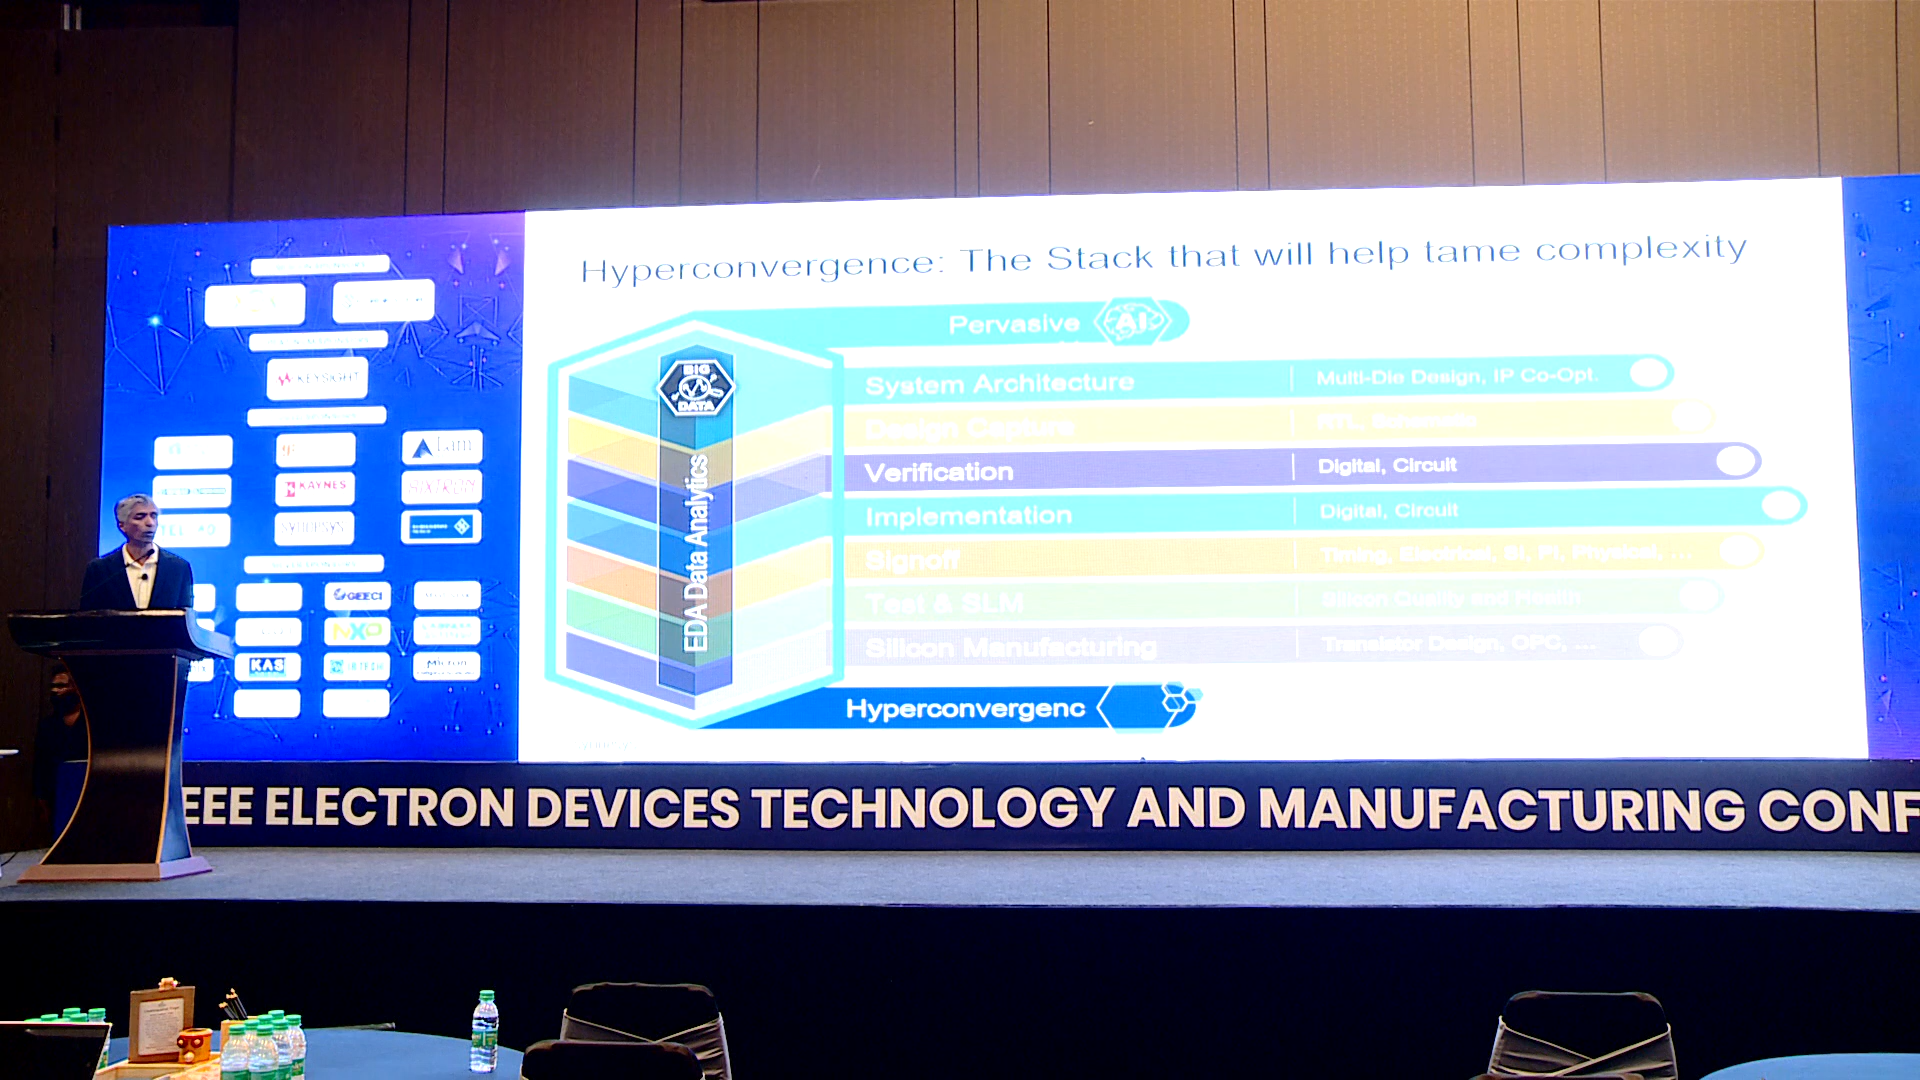 Hyperconvergence: The Stack that will help tame complexity
Pervasive AI
BIG
DATA
EDA Data Analytics
System Architecture Multi-Die Design, IP Co-Opt.
Design Capture RTL, Schematic
Verification Digital, Circuit
Implementation Digital, Circuit
Signoff Timing, Electrical, SI, PI, Physical, ...
Test & SLM Silicon Quality and Health
Silicon Manufacturing Transistor Design, OPC, ...
Hyperconvergenc
KEYSIGHT
Lam
KAYNES
AIXTRON
SYNOPSYS
GEECI
NXP
KAS
Micron
EEE ELECTRON DEVICES TECHNOLOGY AND MANUFACTURING CONF